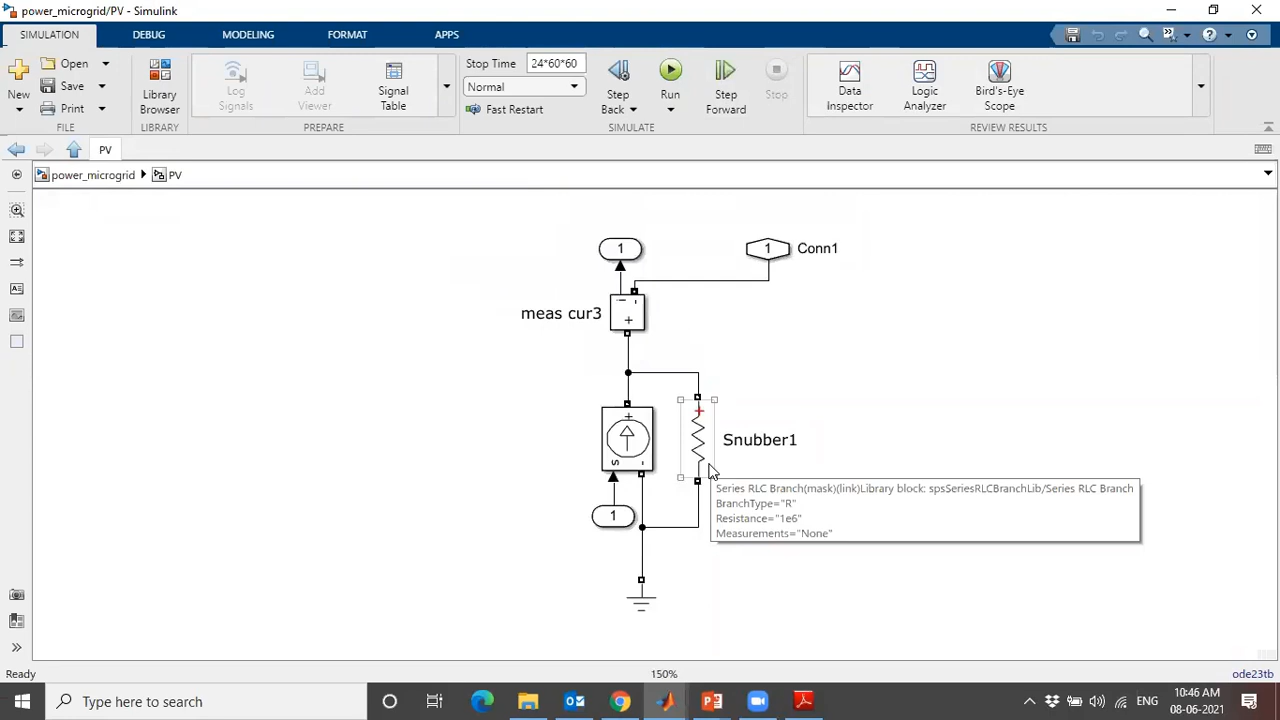 power_microgrid/PV - Simulink
SIMULATION
DEBUG
MODELING
FORMAT
APPS
New
Open
Save
Print
FILE
Library
Browser
LIBRARY
Log
Signals
Add
Viewer
Signal
Table
PREPARE
Stop Time 24*60*60
Normal
Fast Restart
Step
Back
Run
Step
Forward
Stop
SIMULATE
Data
Inspector
Logic
Analyzer
Bird's-Eye
Scope
REVIEW RESULTS
PV
power_microgrid PV
1
1 Conn1
meas cur3
s
Snubber1
1
Series RLC Branch(mask)(link)Library block: spsSeriesRLCBranchLib/Series RLC Branch
BranchType="R"
Resistance="1e6"
Measurements="None"
Ready
150%
ode23tb
Type here to search
ENG
10:46 AM
08-06-2021